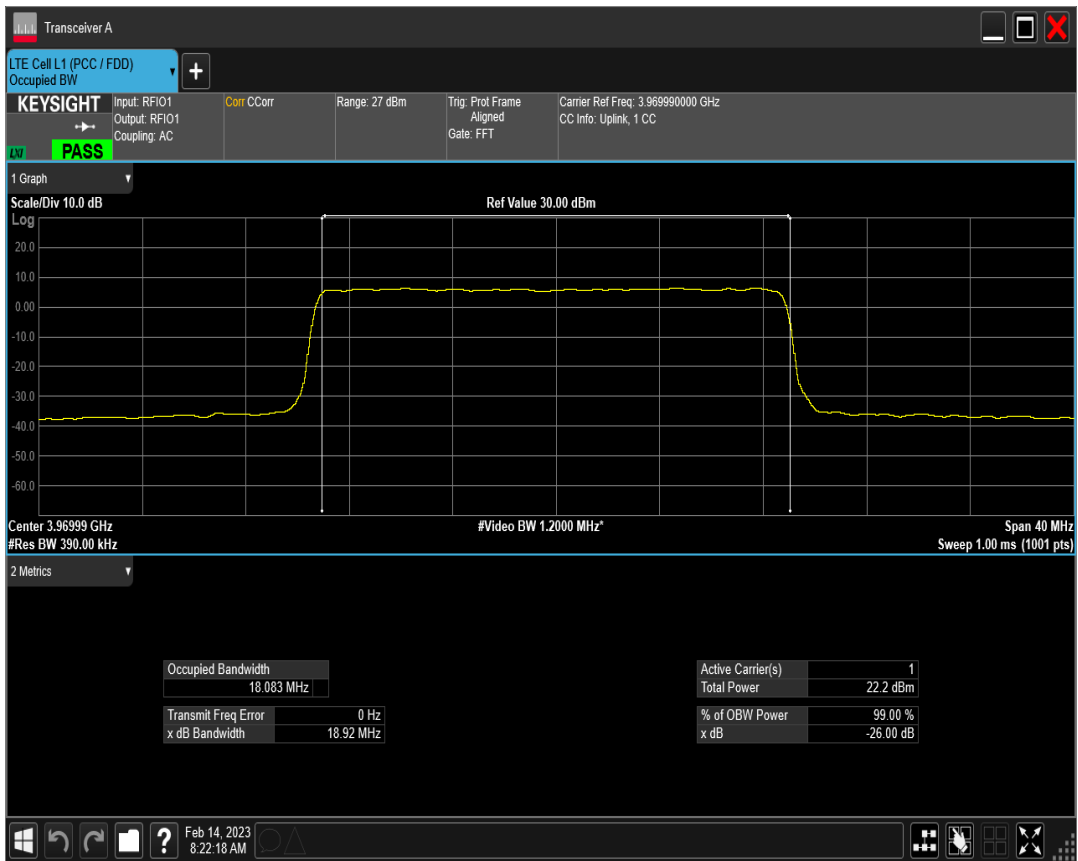 Transceiver A
LTE Cell L1 (PCC / FDD)
Occupied BW
KEYSIGHT
LXI
PASS
Input: RFIO1
Output: RFIO1
Coupling: AC
Corr CCorr
Range: 27 dBm
Trig: Prot Frame
Aligned
Gate: FFT
Carrier Ref Freq: 3.969990000 GHz
CC Info: Uplink, 1 CC
1 Graph
Scale/Div 10.0 dB
Ref Value 30.00 dBm
Log
20.0
10.0
0.00
-10.0
-20.0
-30.0
-40.0
-50.0
-60.0
Center 3.96999 GHz
#Video BW 1.2000 MHz*
Span 40 MHz
#Res BW 390.00 kHz
Sweep 1.00 ms (1001 pts)
2 Metrics
Occupied Bandwidth
18.083 MHz
Transmit Freq Error 0 Hz
x dB Bandwidth 18.92 MHz
Active Carrier(s) 1
Total Power 22.2 dBm
% of OBW Power 99.00 %
x dB -26.00 dB
Feb 14, 2023
8:22:18 AM